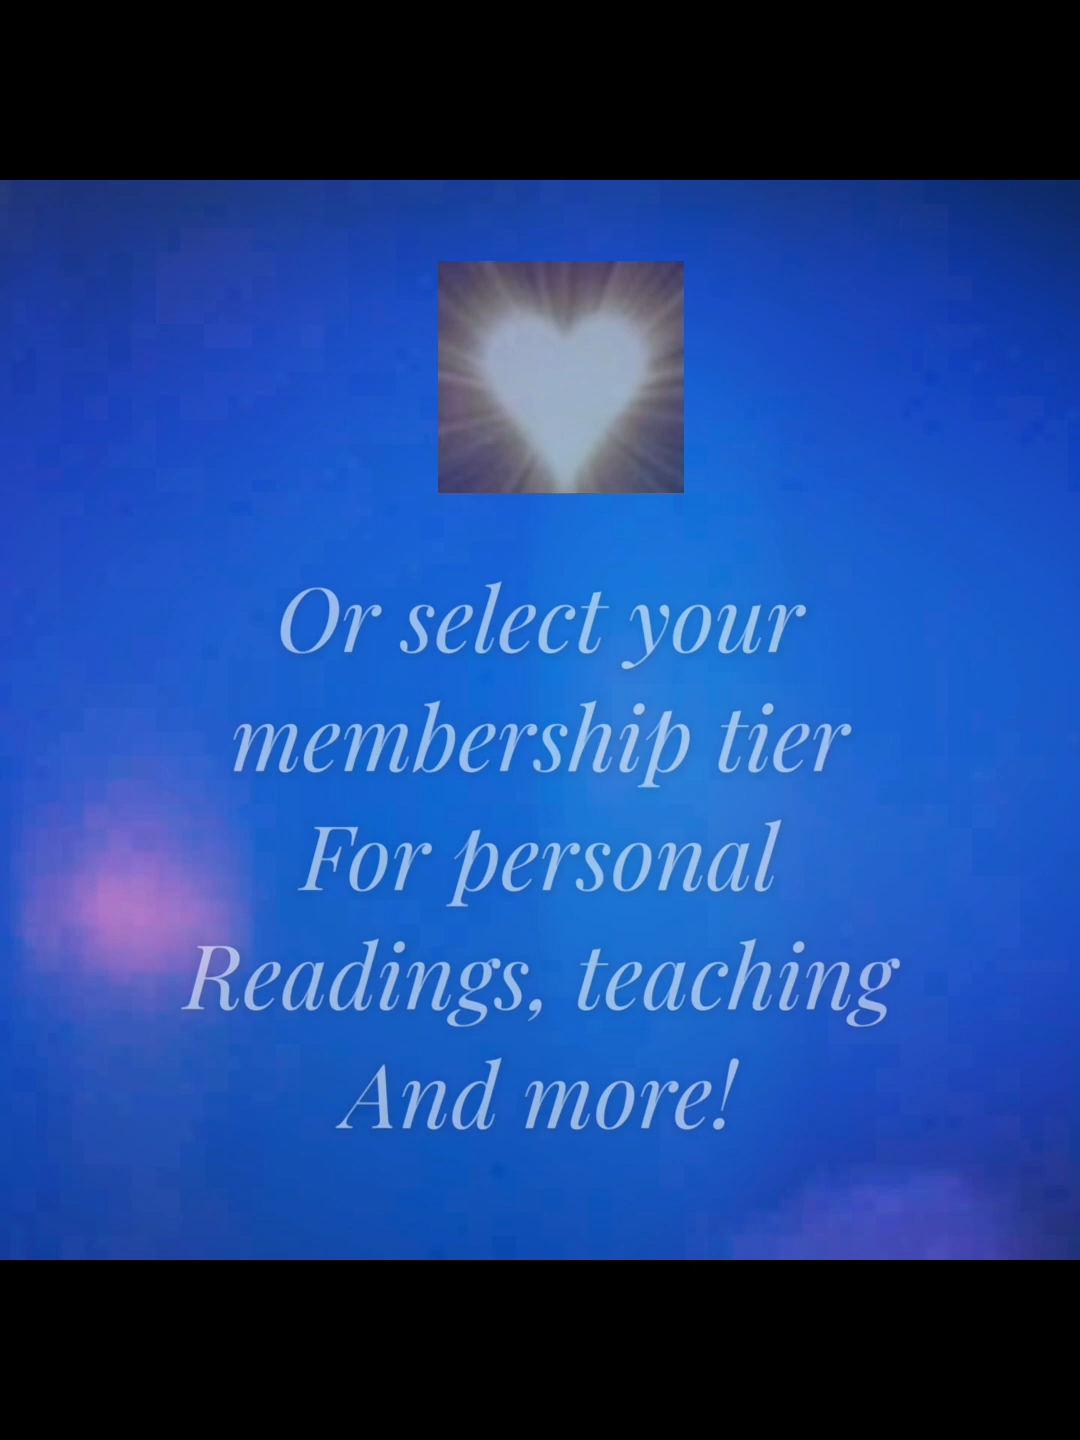 Or select your
membership tier
For personal
Readings, teaching
And more!